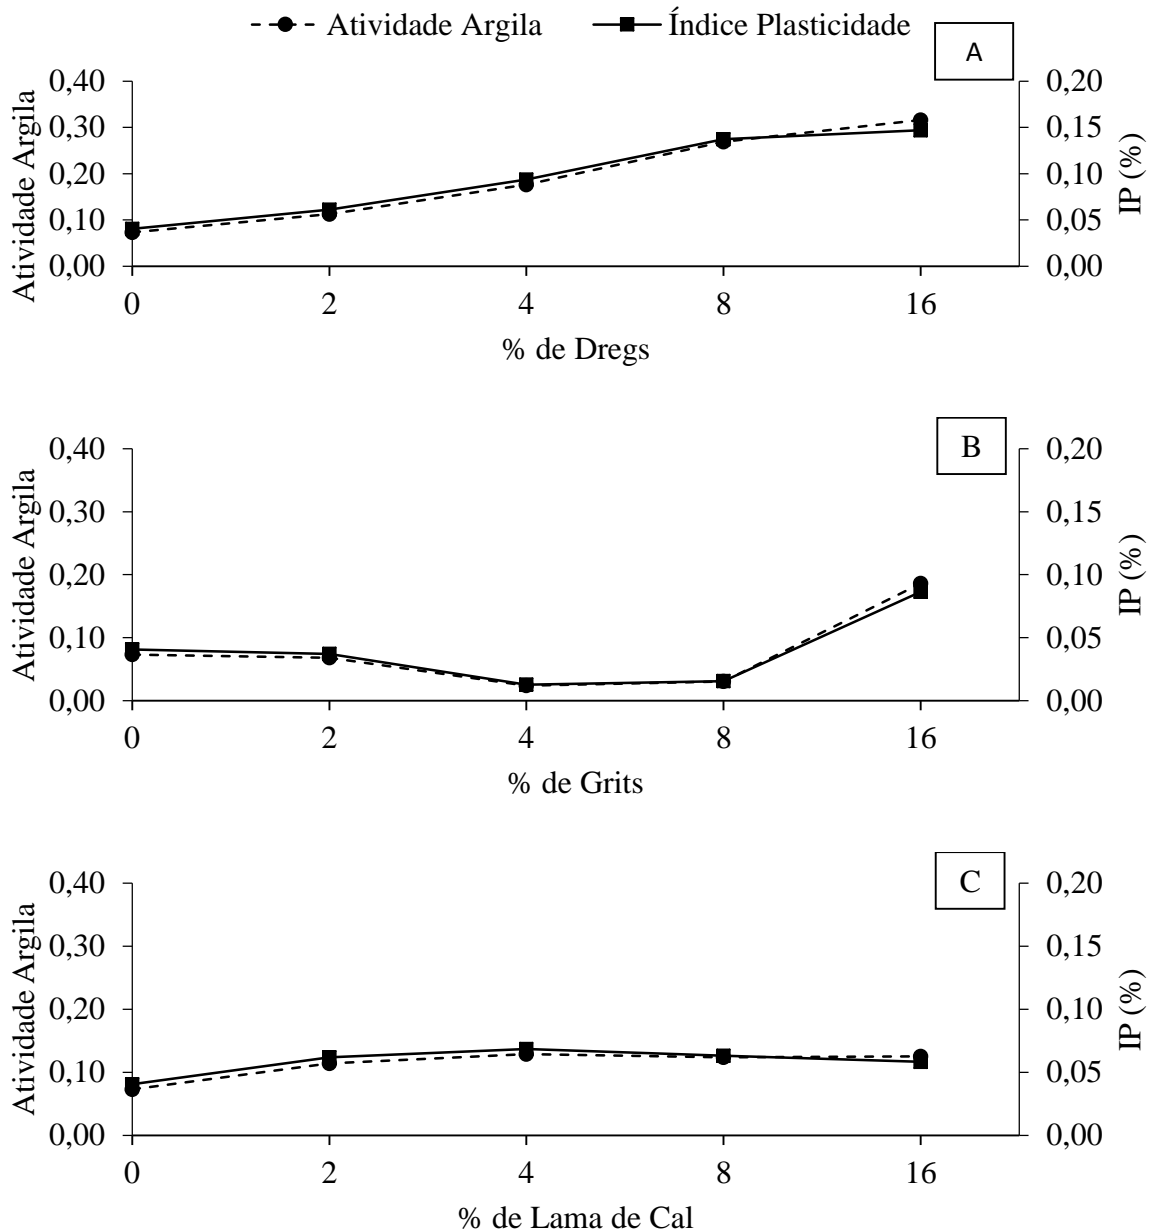 Atividade Argila Índice Plasticidade
A
Atividade Argila
IP (%)
0,40 0,20
0,30 0,15
0,20 0,10
0,10 0,05
0,00 0,00
0 2 4 8 16
% de Dregs
B
Atividade Argila
IP (%)
0,40 0,20
0,30 0,15
0,20 0,10
0,10 0,05
0,00 0,00
0 2 4 8 16
% de Grits
C
Atividade Argila
IP (%)
0,40 0,20
0,30 0,15
0,20 0,10
0,10 0,05
0,00 0,00
0 2 4 8 16
% de Lama de Cal